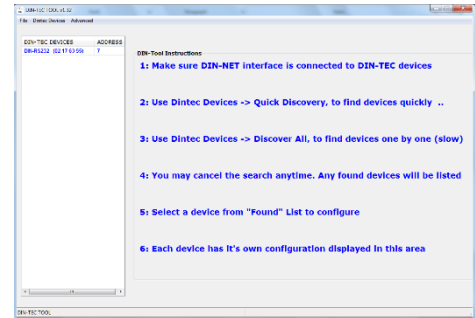 DIN-TEC TOOL v1.02
File Dintec Devices Advanced
DIN-TEC DEVICES ADDRESS
DIN-RS232 7
DIN-Tool Instructions
1: Make sure DIN-NET interface is connected to DIN-TEC devices
2: Use Dintec Devices -> Quick Discovery, to find devices quickly ..
3: Use Dintec Devices -> Discover All, to find devices one by one (slow)
4: You may cancel the search anytime. Any found devices will be listed
5: Select a device from "Found" List to configure
6: Each device has it's own configuration displayed in this area
DIN-TEC TOOL